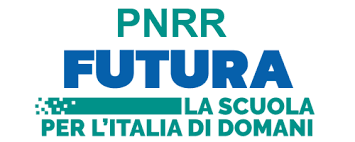 PNRR
FUTURA
LA SCUOLA
PER L'ITALIA DI DOMANI